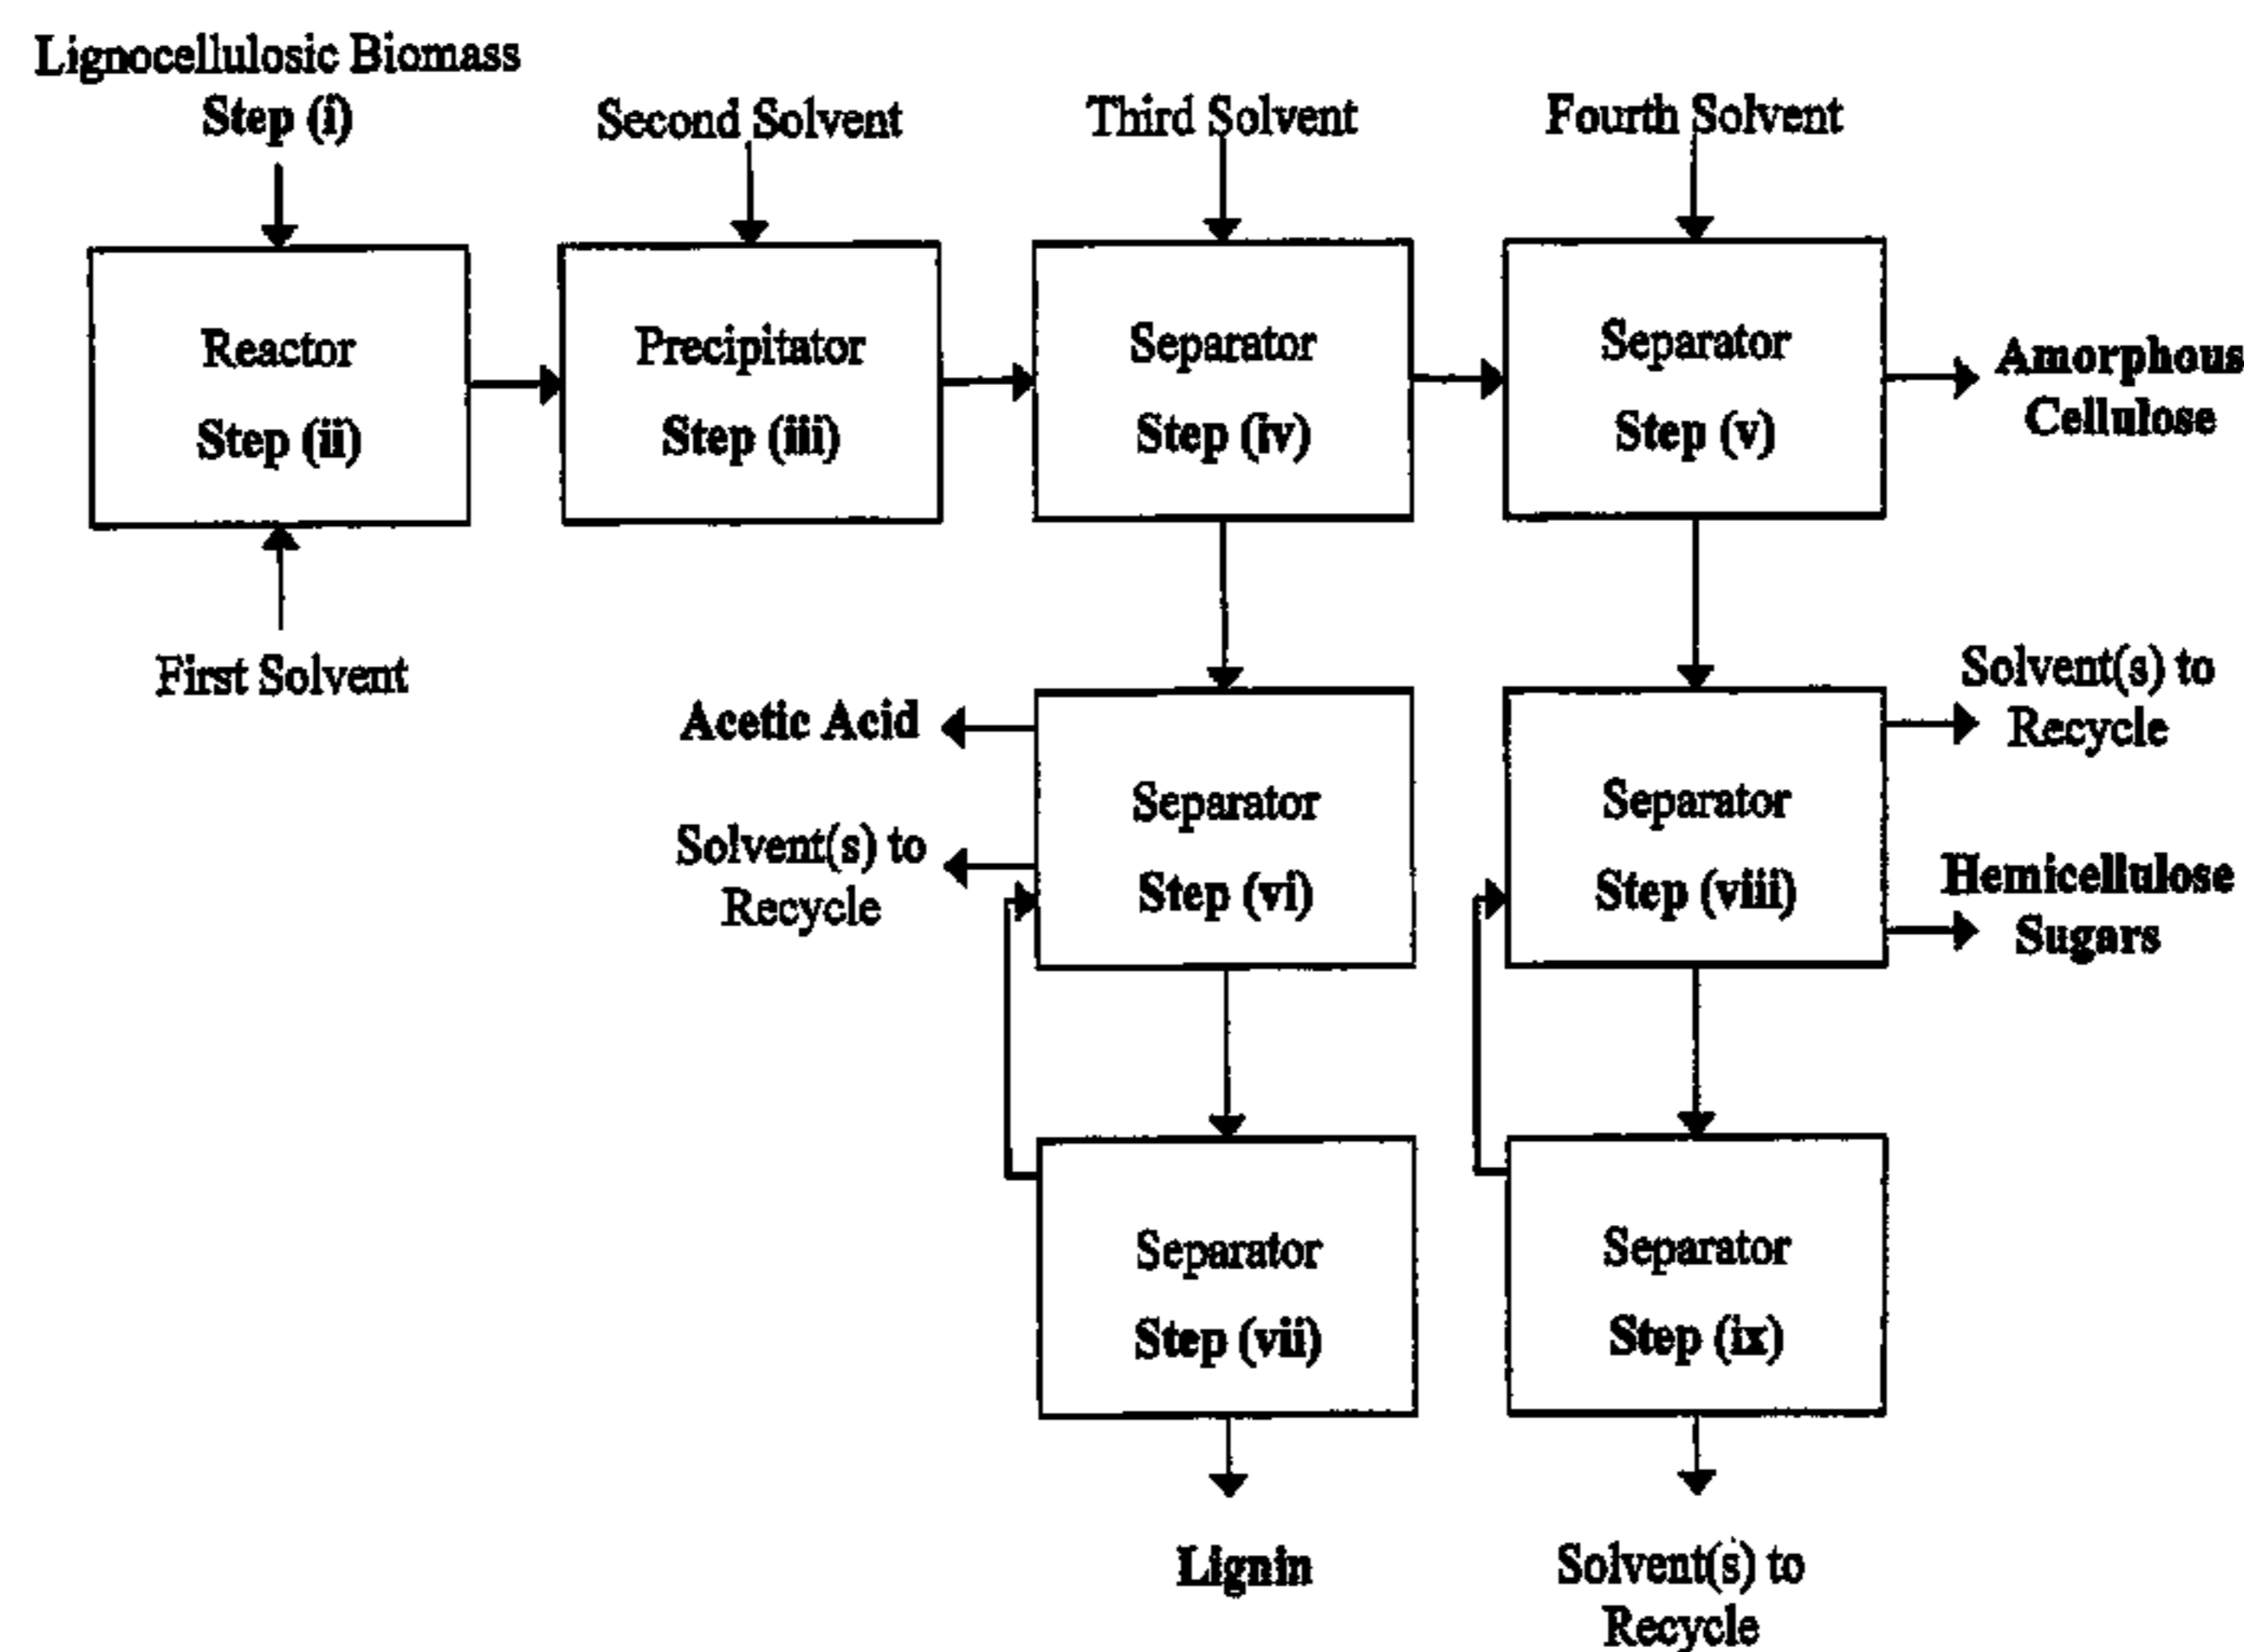 Lignocellulosic Biomass
Step (i)
Second Solvent
Third Solvent
Fourth Solvent
Reactor
Step (ii)
Precipitator
Step (iii)
Separator
Step (iv)
Separator
Step (v)
Amorphous
Cellulose
First Solvent
Acetic Acid
Solvent(s) to
Recycle
Separator
Step (vi)
Separator
Step (viii)
Solvent(s) to
Recycle
Hemicellulose
Sugars
Separator
Step (vii)
Separator
Step (ix)
Lignin
Solvent(s) to
Recycle